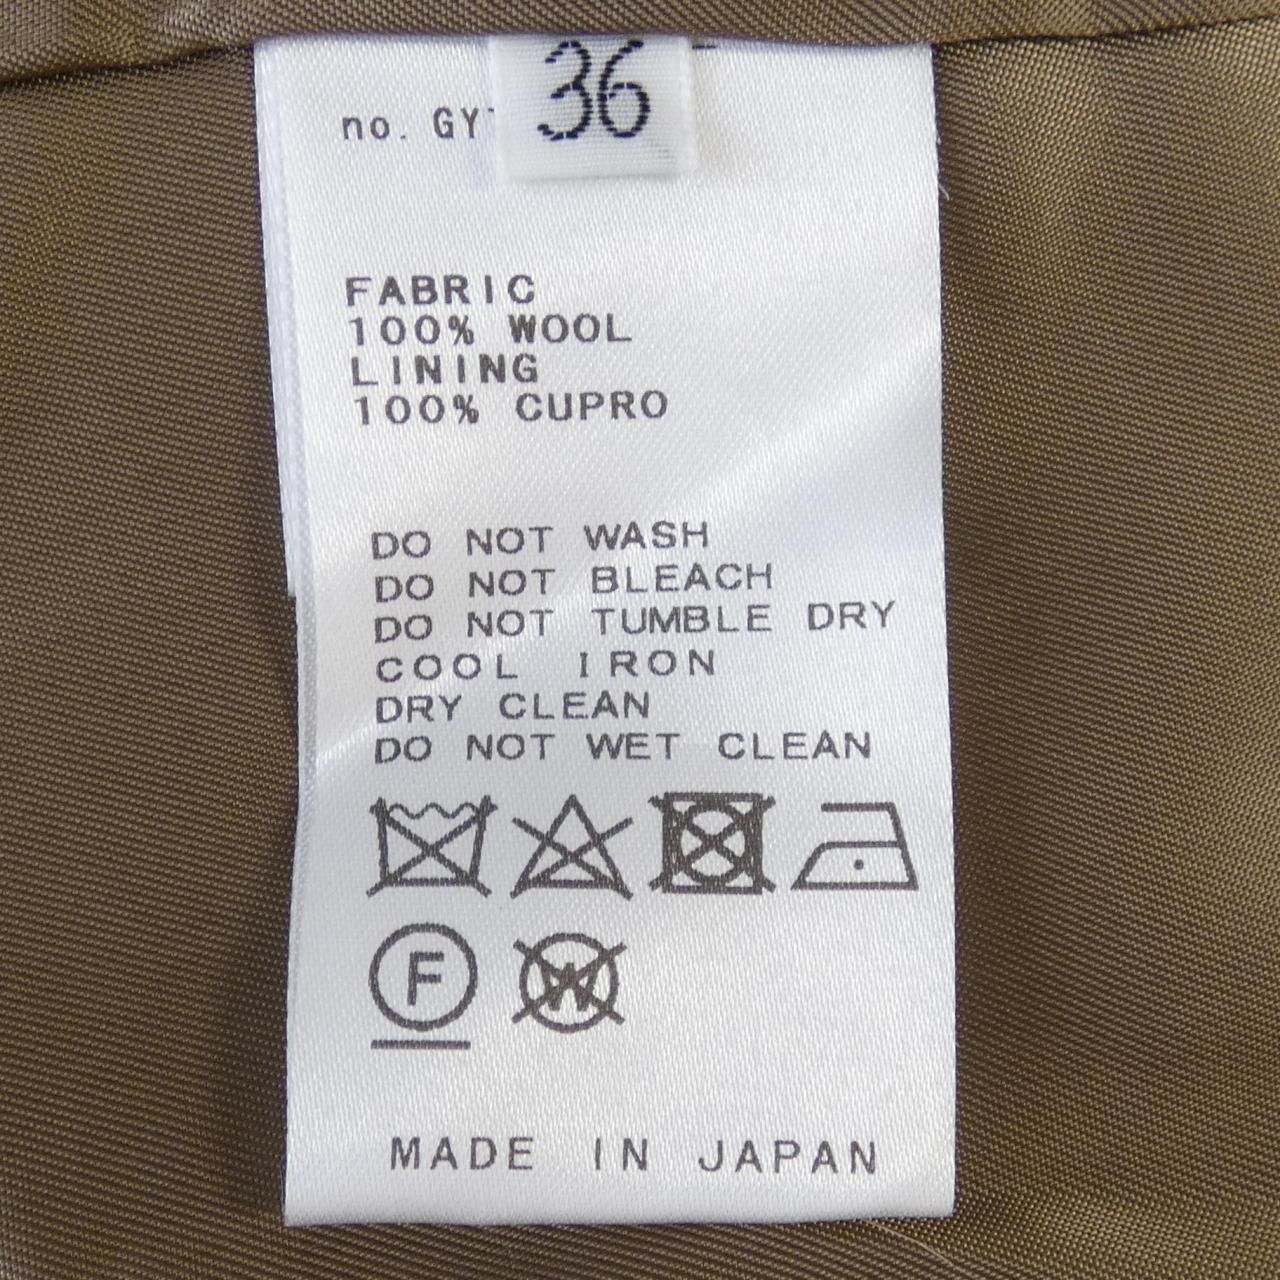 36
no. GY
FABRIC
100% WOOL
LINING
100% CUPRO
DO NOT WASH
DO NOT BLEACH
DO NOT TUMBLE DRY
COOL IRON
DRY CLEAN
DO NOT WET CLEAN
F W
MADE IN JAPAN